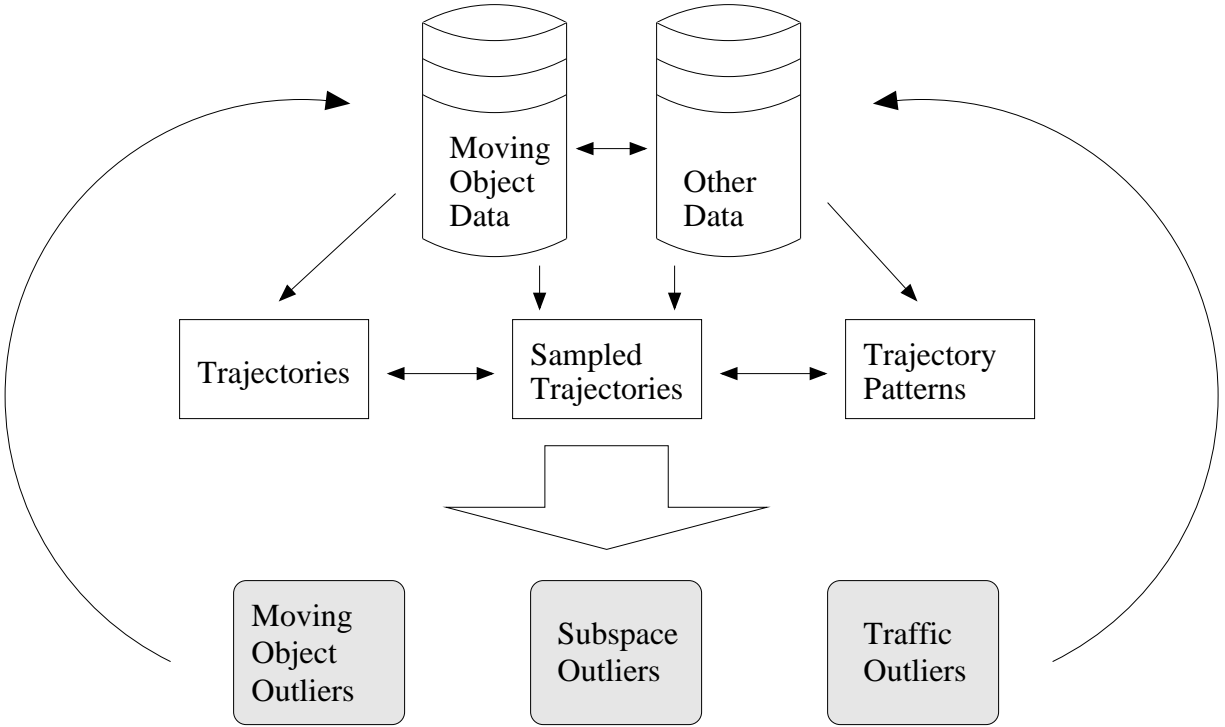 Moving
Object
Data
Other
Data
Trajectories
Sampled
Trajectories
Trajectory
Patterns
Moving
Object
Outliers
Subspace
Outliers
Traffic
Outliers